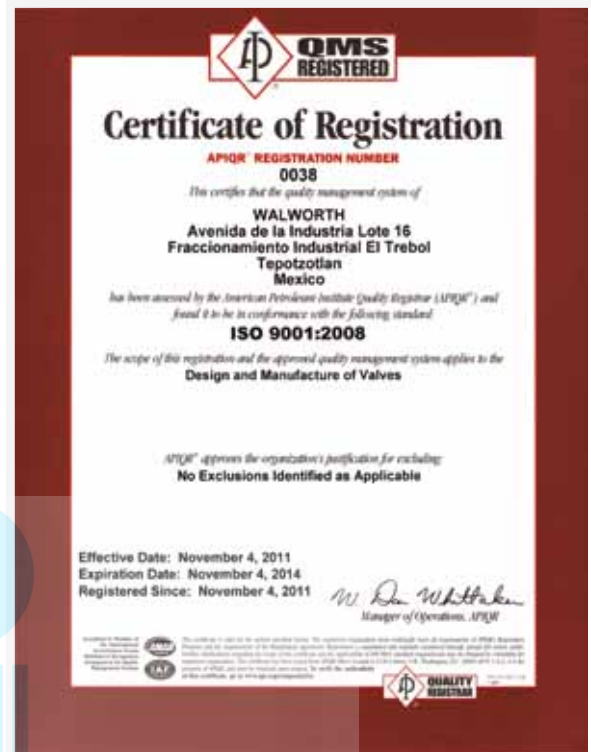 API
QMS
REGISTERED
Certificate of Registration
APIQR® REGISTRATION NUMBER
0038
This certifies that the quality management system of
WALWORTH
Avenida de la Industria Lote 16
Fraccionamiento Industrial El Trebol
Tepotzotlan
Mexico
has been assessed by the American Petroleum Institute Quality Registrar (APIQR®) and
found it to be in conformance with the following standard:
ISO 9001:2008
The scope of this registration and the approved quality management system applies to the
Design and Manufacture of Valves
APIQR® approves the organization's justification for excluding:
No Exclusions Identified as Applicable
Effective Date: November 4, 2011
Expiration Date: November 4, 2014
Registered Since: November 4, 2011
W. Don Whittaker
Manager of Operations, APIQR
API
QUALITY
REGISTRAR